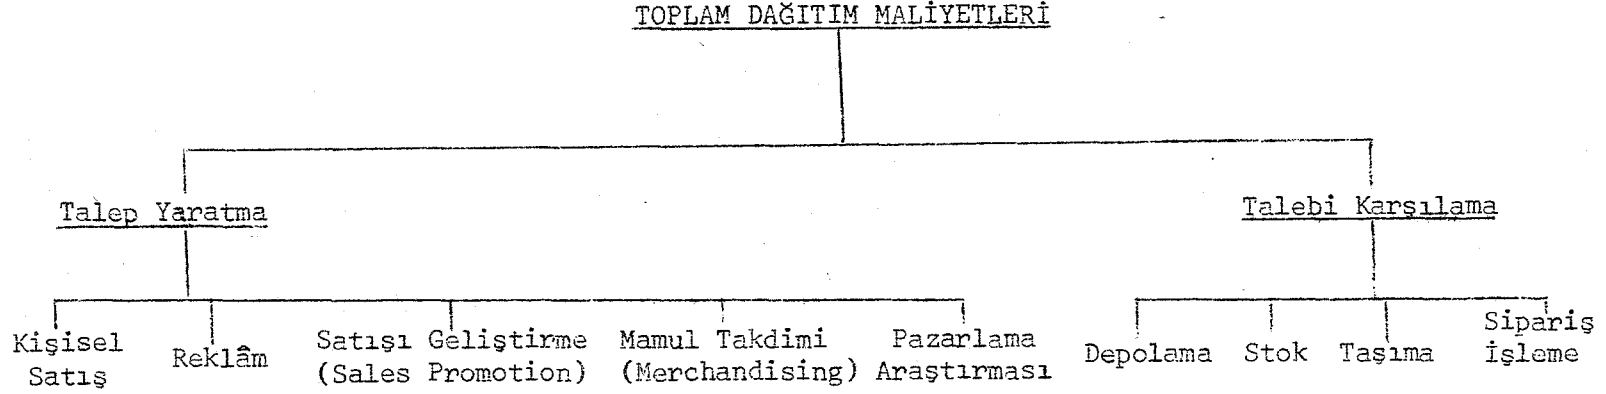 TOPLAM DAĞITIM MALİYETLERİ
Talep Yaratma
Talebi Karşılama
Kişisel
Satış
Reklâm
Satışı Geliştirme
(Sales Promotion)
Mamul Takdimi
(Merchandising)
Pazarlama
Araştırması
Depolama
Stok
Taşıma
Sipariş
İşleme